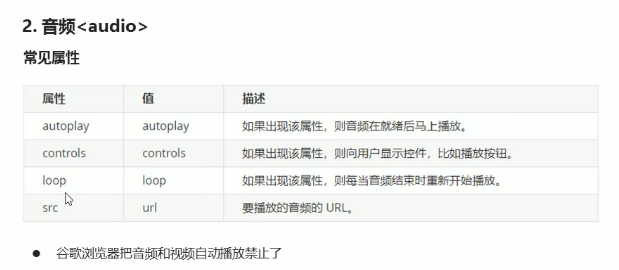 2. 音频<audio>
常见属性
属性 值 描述
autoplay autoplay 如果出现该属性，则音频在就绪后马上播放。
controls controls 如果出现该属性，则向用户显示控件，比如播放按钮。
loop loop 如果出现该属性，则每当音频结束时重新开始播放。
src url 要播放的音频的 URL。
● 谷歌浏览器把音频和视频自动播放禁止了